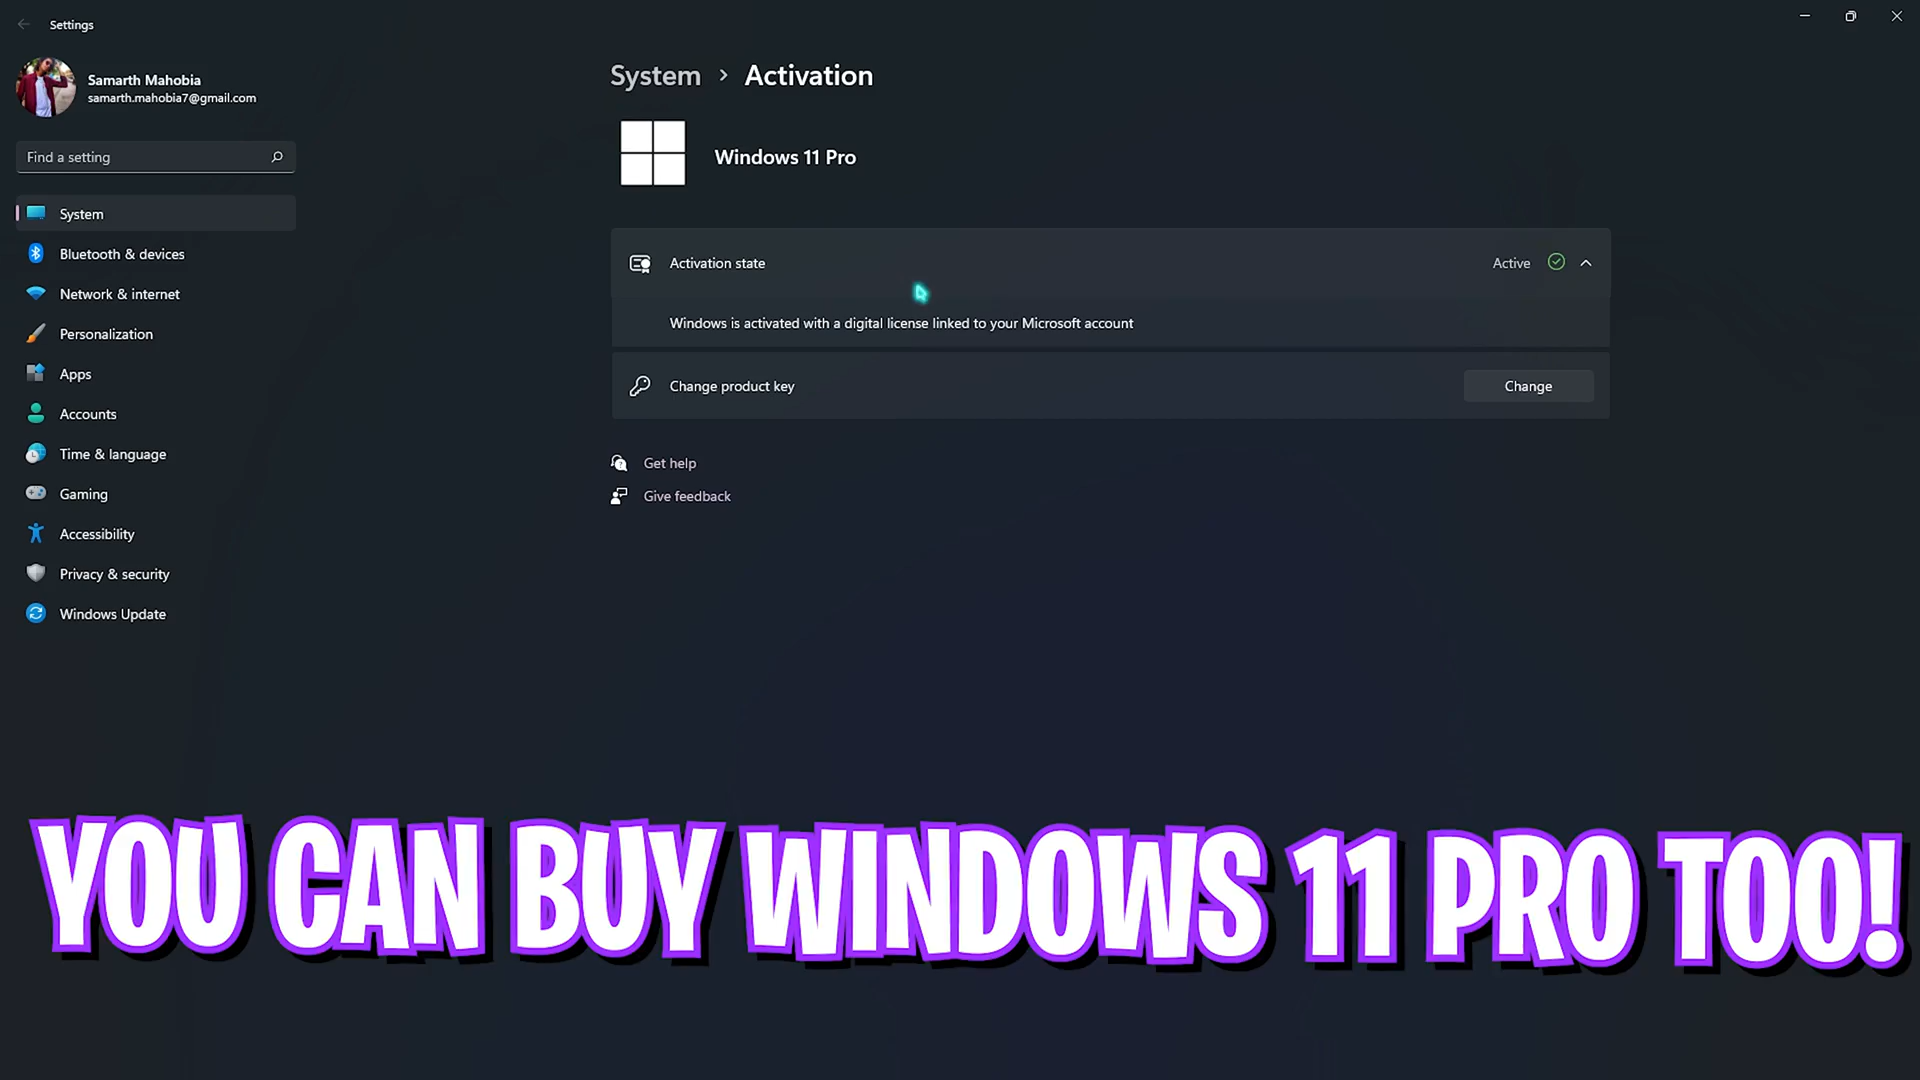 Settings
Samarth Mahobia
samarth.mahobia7@gmail.com
Find a setting
System
Bluetooth & devices
Network & internet
Personalization
Apps
Accounts
Time & language
Gaming
Accessibility
Privacy & security
Windows Update
System > Activation
Windows 11 Pro
Activation state Active
Windows is activated with a digital license linked to your Microsoft account
Change product key Change
Get help
Give feedback
YOU CAN BUY WINDOWS 11 PRO TOO!